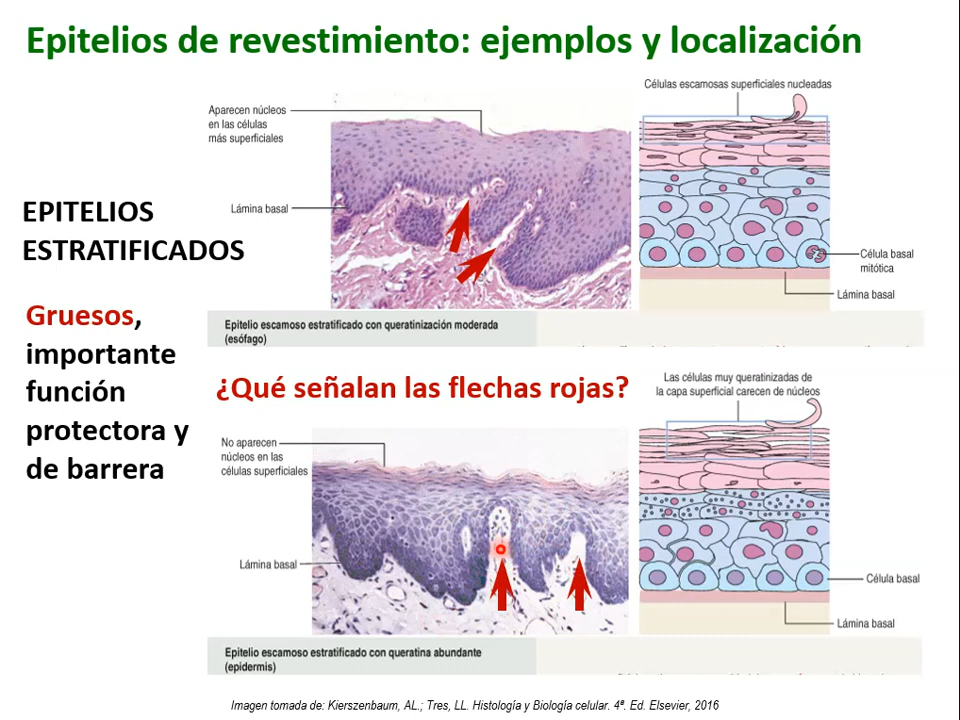 Epitelios de revestimiento: ejemplos y localización
Células escamosas superficiales nucleadas
Aparecen núcleos
en las células
más superficiales
Lámina basal
EPITELIOS
ESTRATIFICADOS
Célula basal
mitótica
Lámina basal
Gruesos,
importante
función
protectora y
de barrera
Epitelio escamoso estratificado con queratinización moderada
(esófago)
¿Qué señalan las flechas rojas?
Las células muy queratinizadas de
la capa superficial carecen de núcleos
No aparecen
núcleos en las
células superficiales
Lámina basal
Célula basal
Lámina basal
Epitelio escamoso estratificado con queratina abundante
(epidermis)
Imagen tomada de: Kierszenbaum, AL.; Tres, LL. Histología y Biología celular. 4ª. Ed. Elsevier, 2016